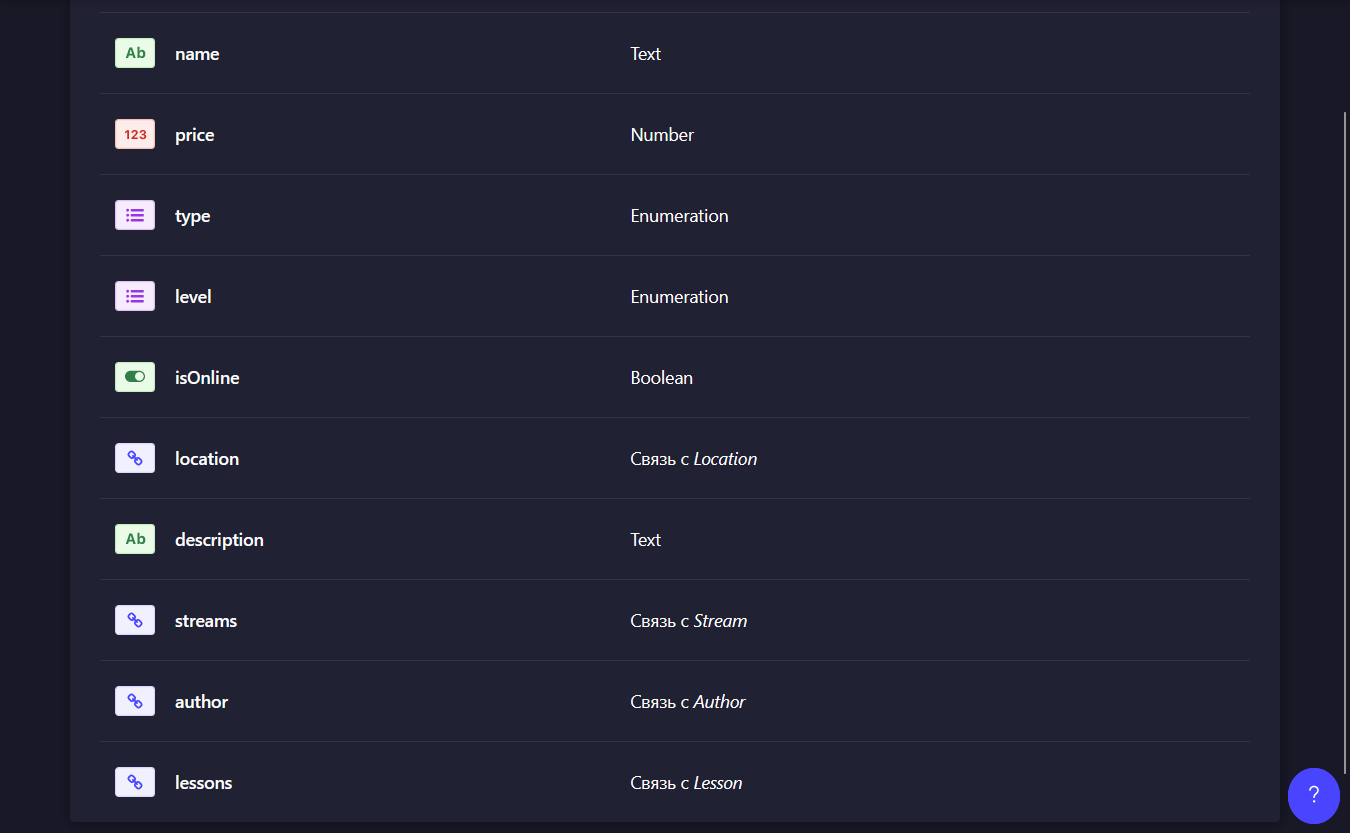 Ab name Text
123 price Number
type Enumeration
level Enumeration
isOnline Boolean
location Связь с Location
Ab description Text
streams Связь с Stream
author Связь с Author
lessons Связь с Lesson
?